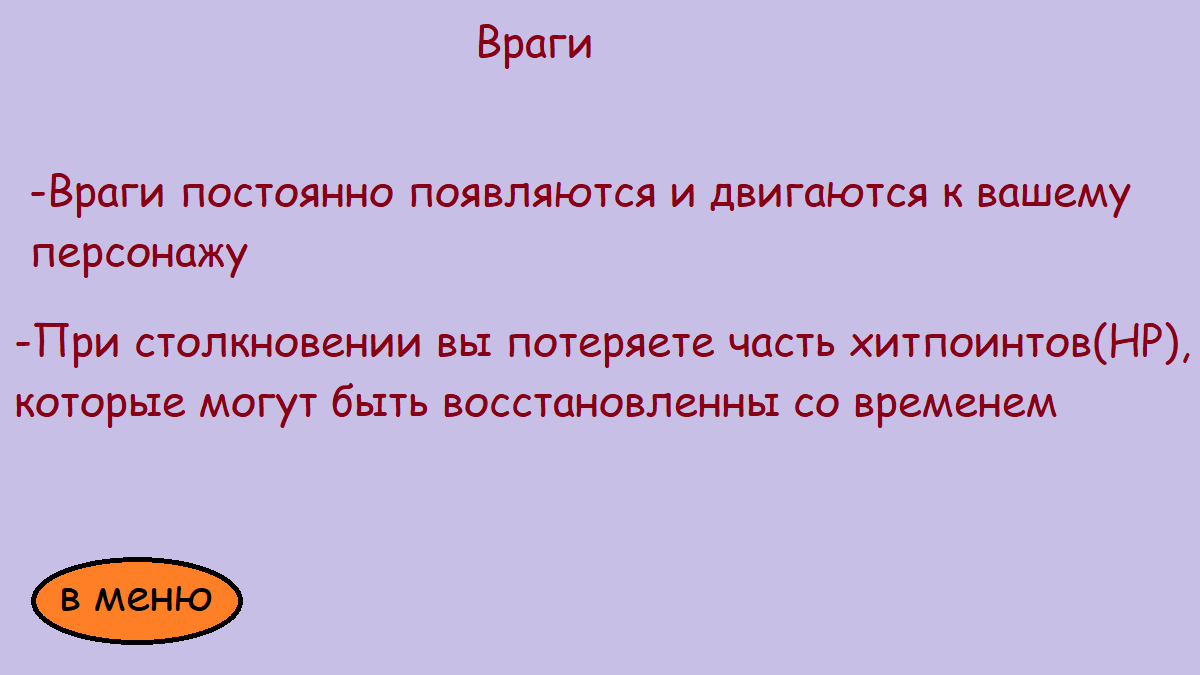 Враги
-Враги постоянно появляются и двигаются к вашему
персонажу
-При столкновении вы потеряете часть хитпоинтов(HP),
которые могут быть восстановленны со временем
в меню